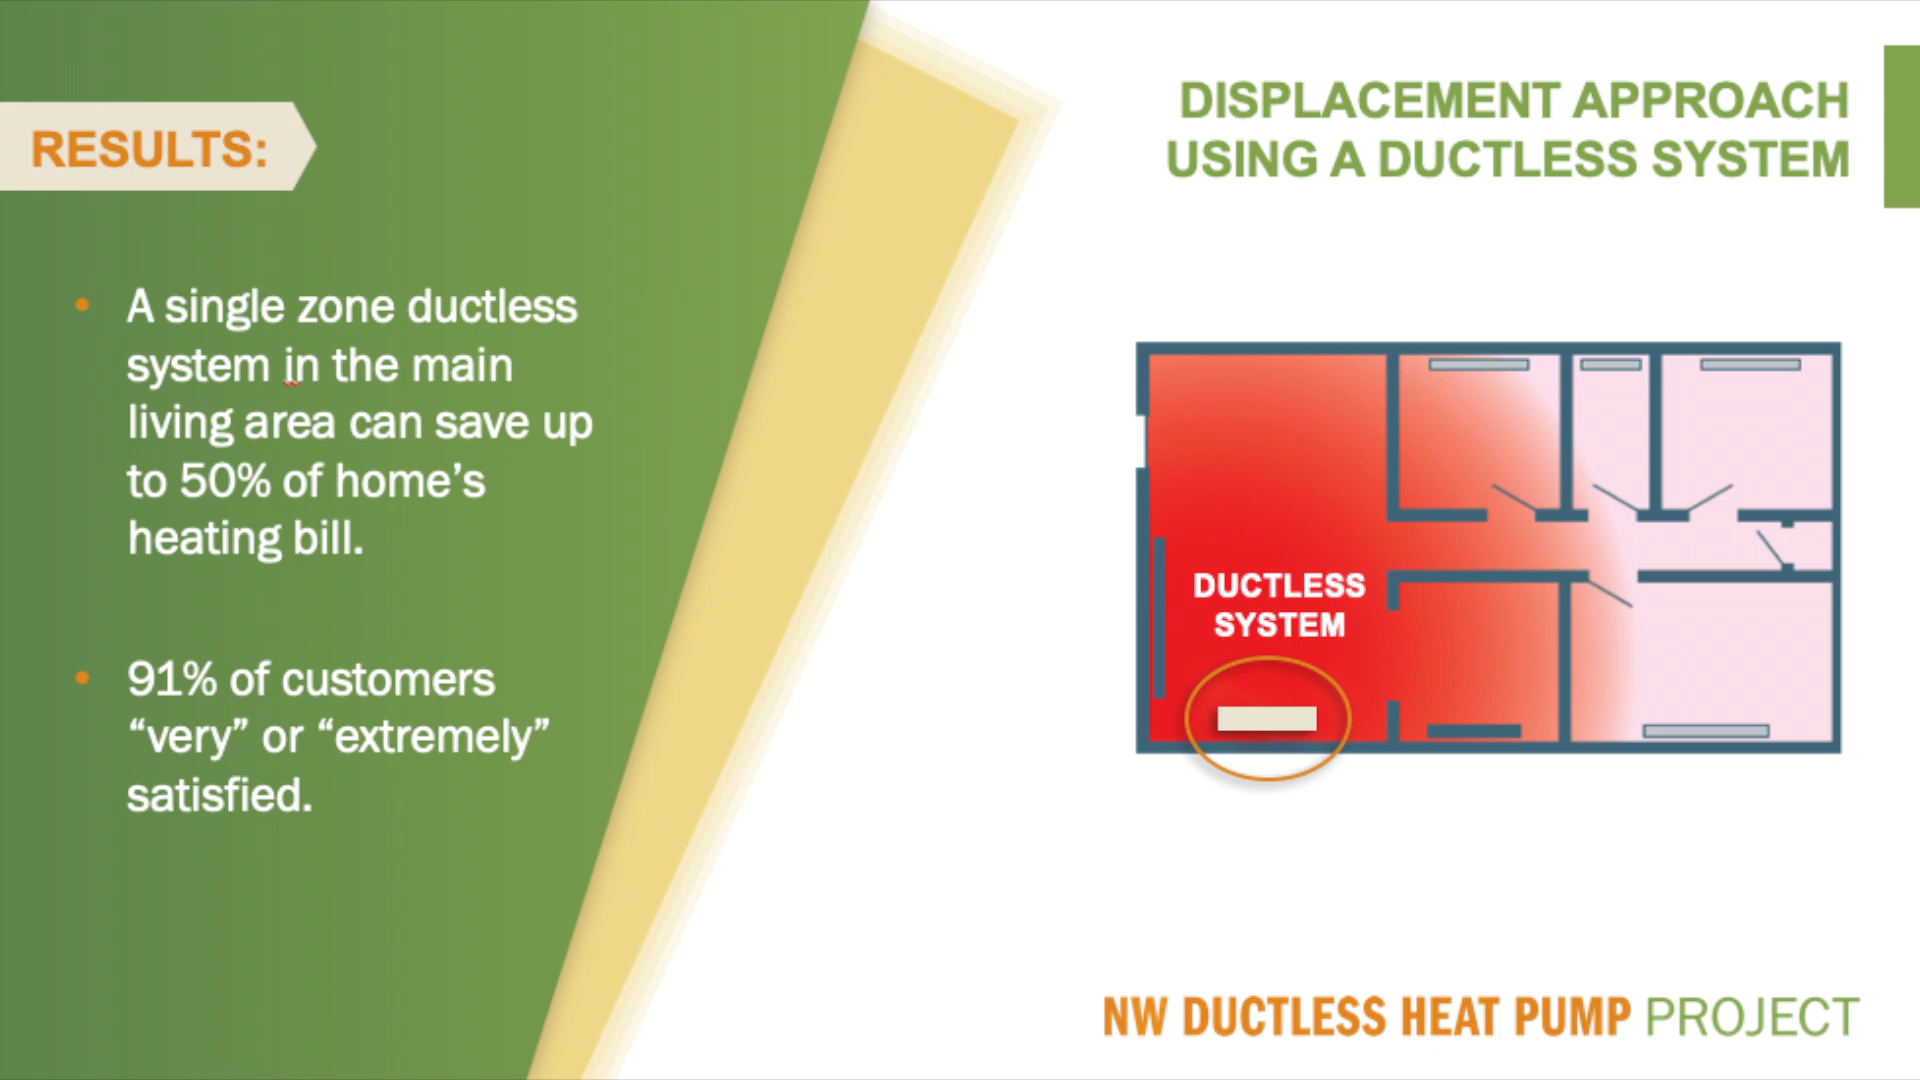 RESULTS:
• A single zone ductless
system in the main
living area can save up
to 50% of home’s
heating bill.
• 91% of customers
“very” or “extremely”
satisfied.
DISPLACEMENT APPROACH
USING A DUCTLESS SYSTEM
DUCTLESS
SYSTEM
NW DUCTLESS HEAT PUMP PROJECT